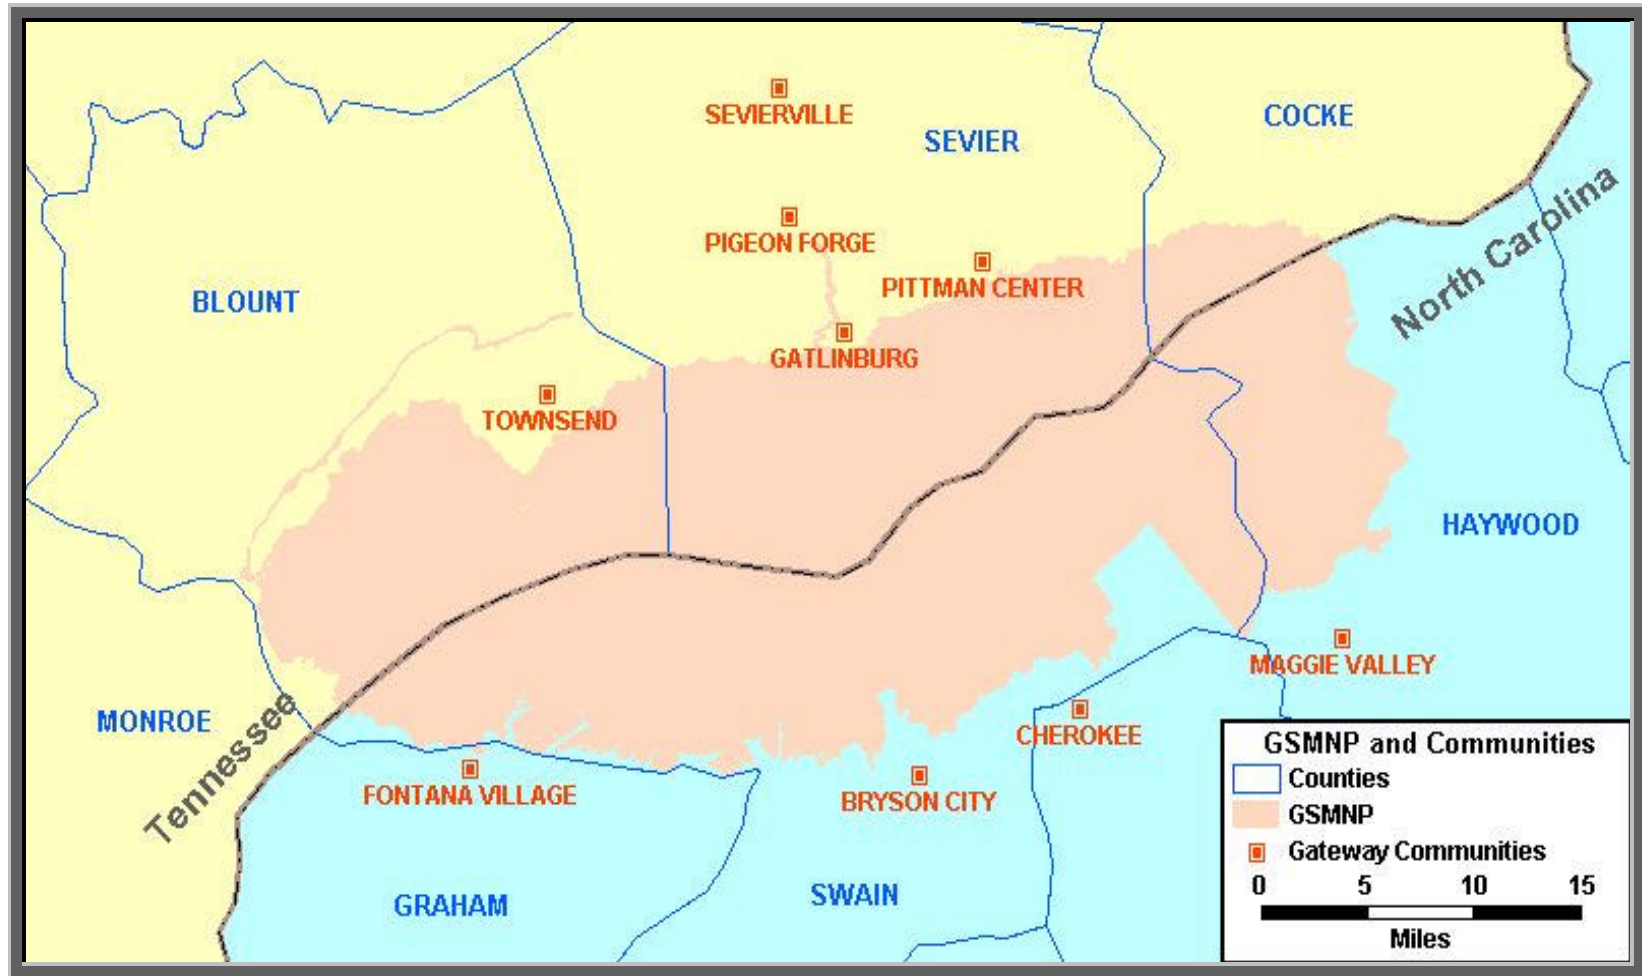 SEVIERVILLE
SEVIER
COCKE
PIGEON FORGE
PITTMAN CENTER
North Carolina
BLOUNT
GATLINBURG
TOWNSEND
HAYWOOD
MAGGIE VALLEY
MONROE
Tennessee
CHEROKEE
FONTANA VILLAGE
BRYSON CITY
GRAHAM
SWAIN
GSMNP and Communities
Counties
GSMNP
Gateway Communities
0 5 10 15
Miles